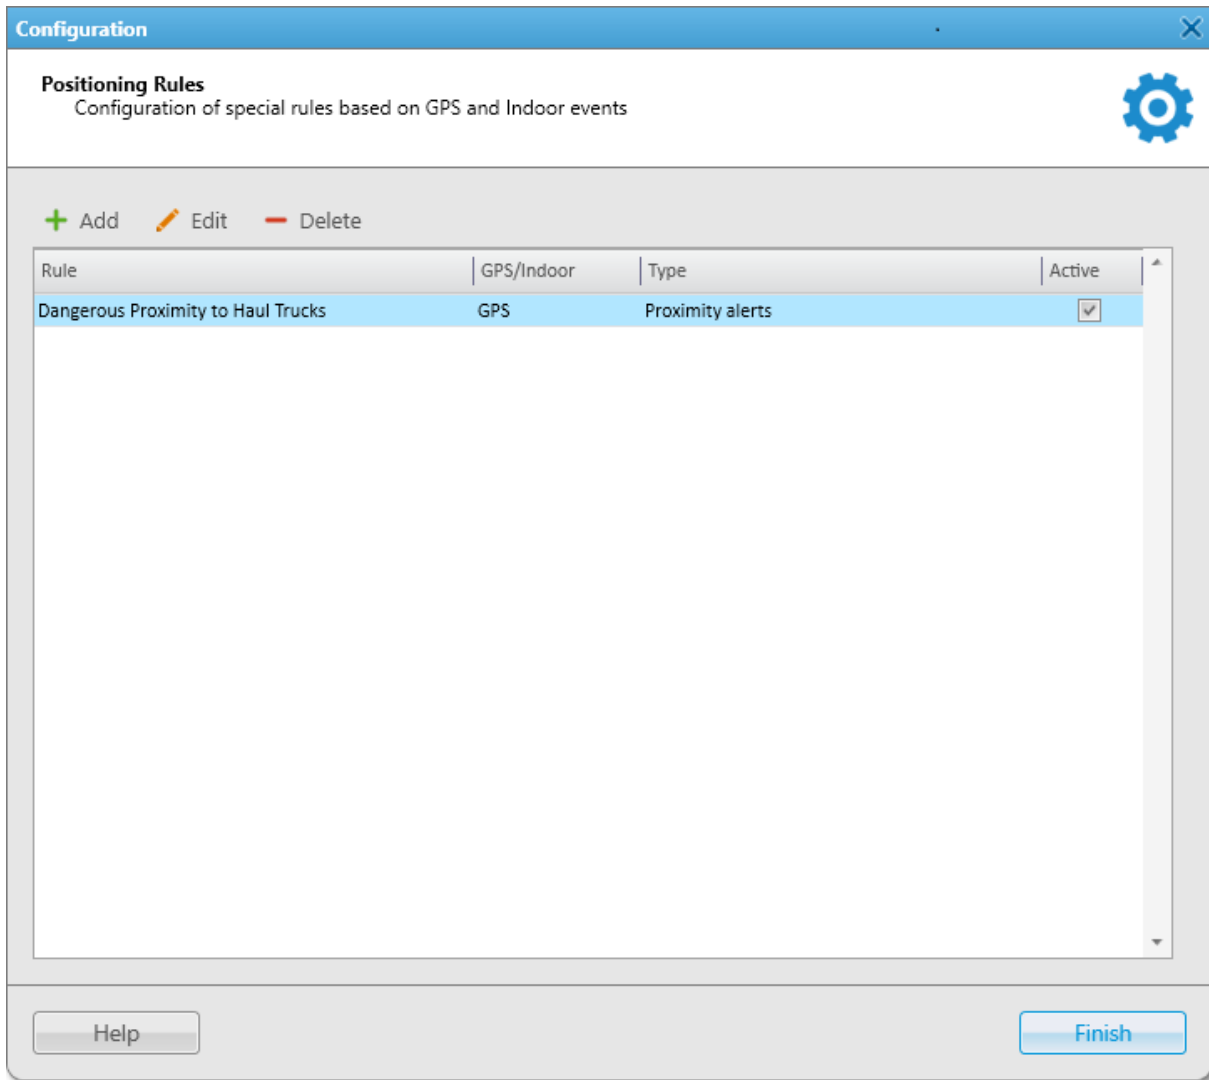 Configuration
Positioning Rules
Configuration of special rules based on GPS and Indoor events
Add Edit Delete
Rule GPS/Indoor Type Active
Dangerous Proximity to Haul Trucks GPS Proximity alerts
Help Finish